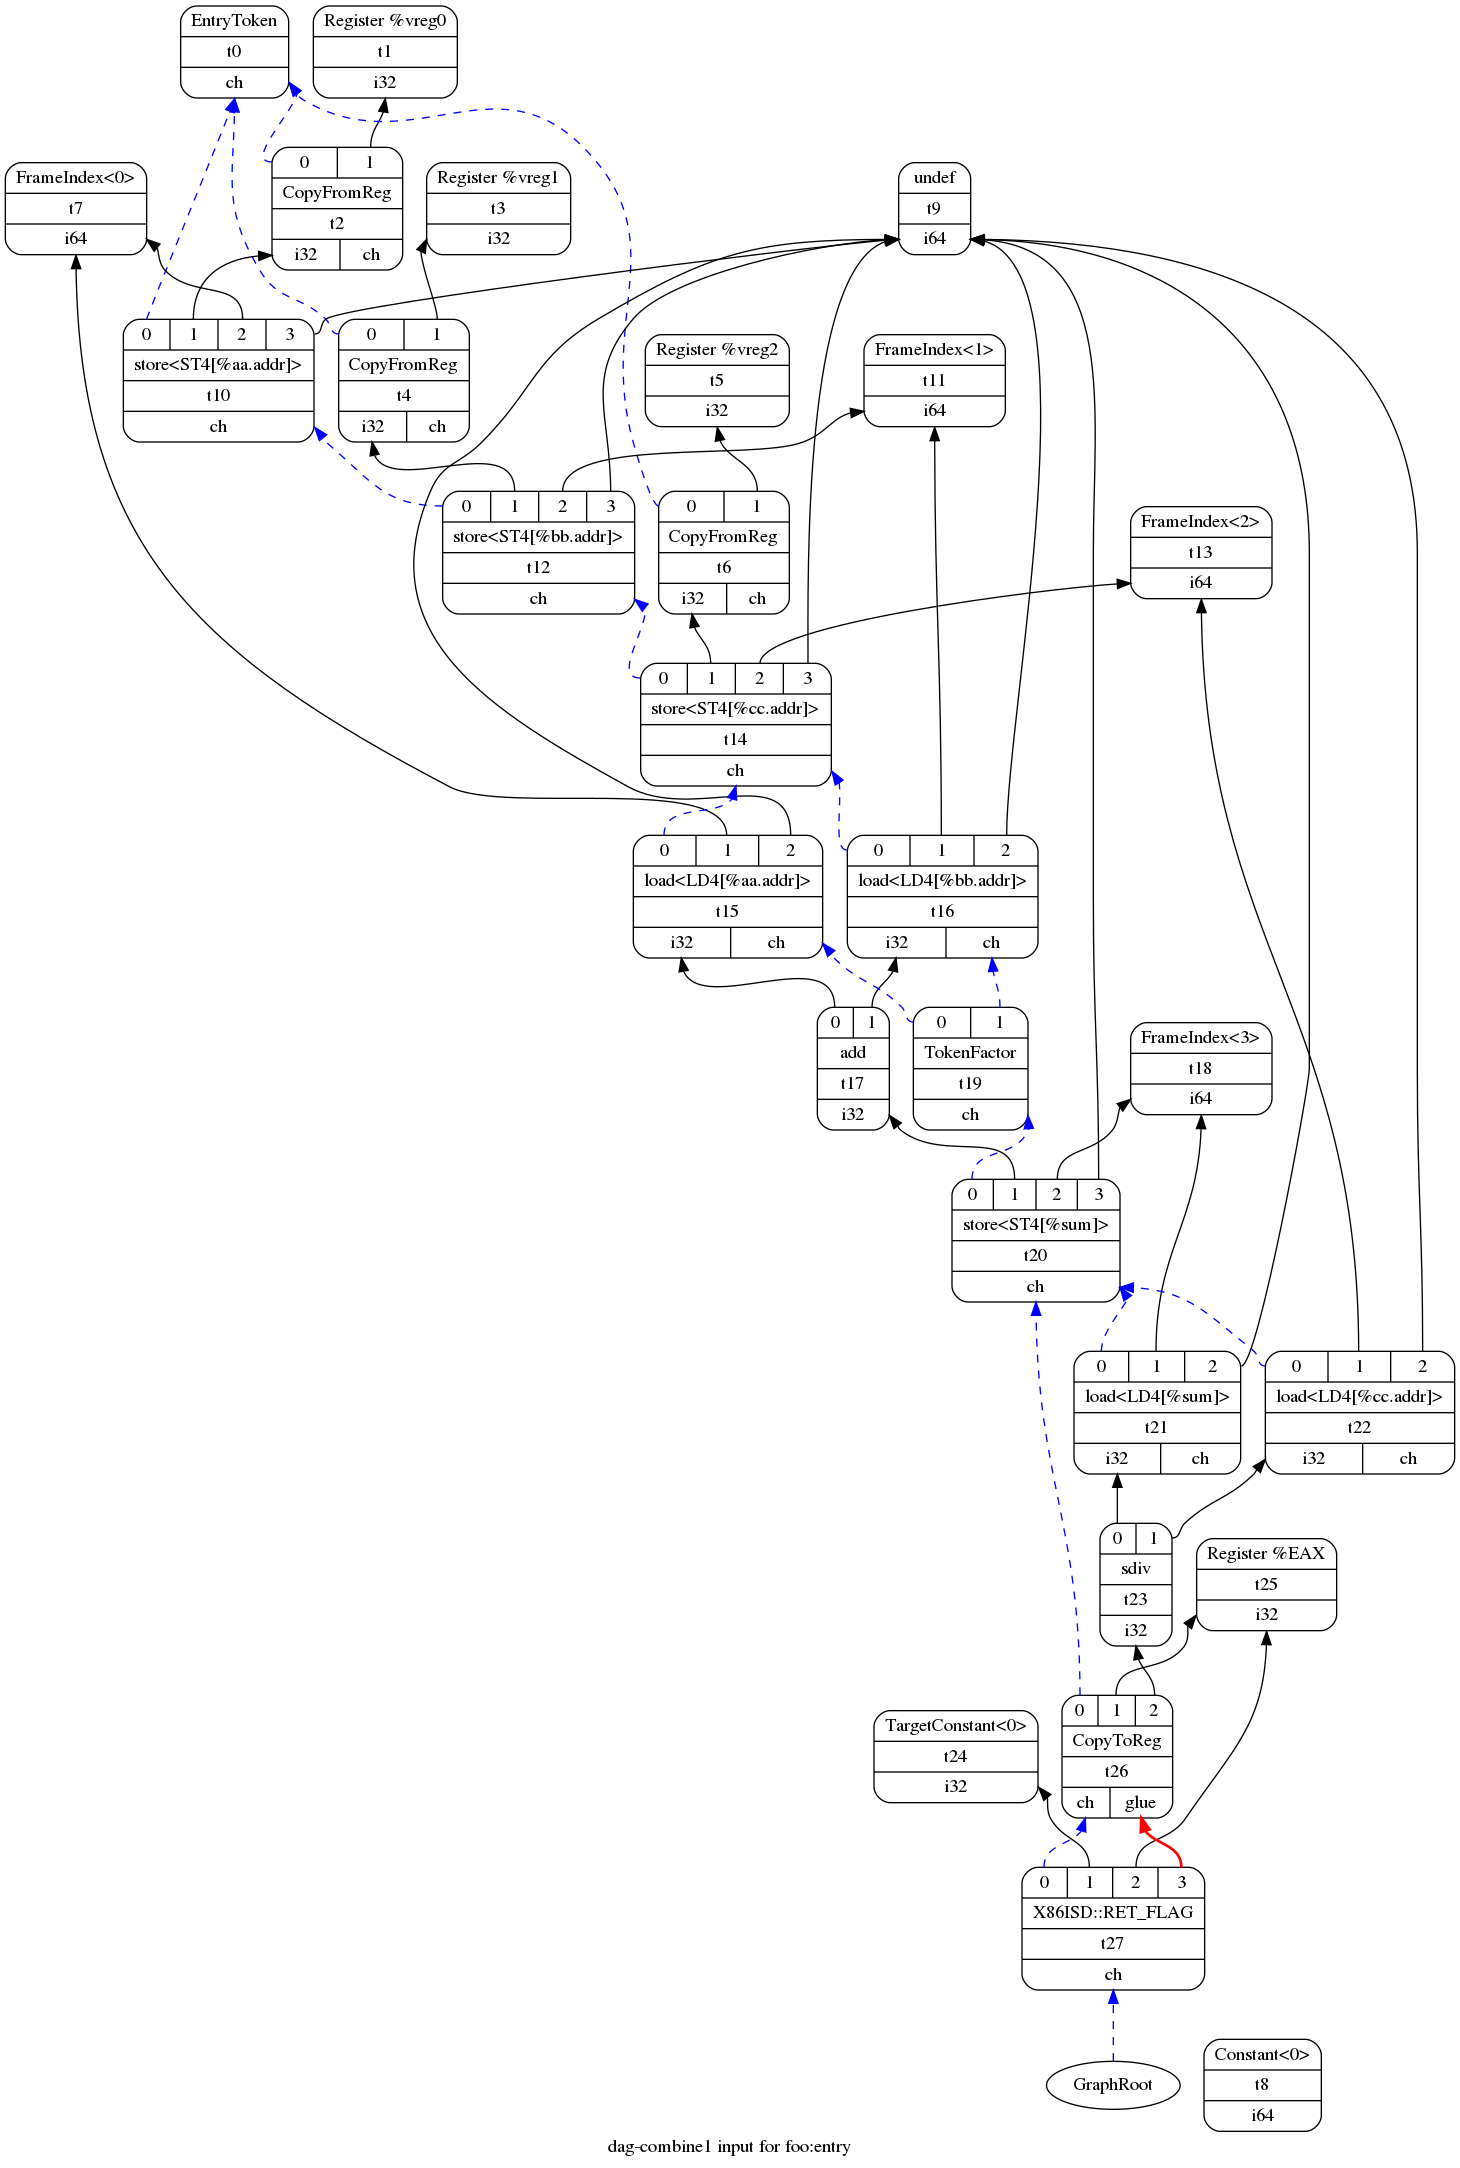 EntryToken
t0
ch
Register %vreg0
t1
i32
0 1
CopyFromReg
t2
i32 ch
FrameIndex<0>
t7
i64
Register %vreg1
t3
i32
undef
t9
i64
0 1 2 3
store<ST4[%aa.addr]>
t10
ch
0 1
CopyFromReg
t4
i32 ch
Register %vreg2
t5
i32
FrameIndex<1>
t11
i64
0 1 2 3
store<ST4[%bb.addr]>
t12
ch
0 1
CopyFromReg
t6
i32 ch
FrameIndex<2>
t13
i64
0 1 2 3
store<ST4[%cc.addr]>
t14
ch
0 1 2
load<LD4[%aa.addr]>
t15
i32 ch
0 1 2
load<LD4[%bb.addr]>
t16
i32 ch
0 1
add
t17
i32
0 1
TokenFactor
t19
ch
FrameIndex<3>
t18
i64
0 1 2 3
store<ST4[%sum]>
t20
ch
0 1 2
load<LD4[%sum]>
t21
i32 ch
0 1 2
load<LD4[%cc.addr]>
t22
i32 ch
0 1
sdiv
t23
i32
Register %EAX
t25
i32
TargetConstant<0>
t24
i32
0 1 2
CopyToReg
t26
ch glue
0 1 2 3
X86ISD::RET_FLAG
t27
ch
GraphRoot
Constant<0>
t8
i64
dag-combine1 input for foo:entry